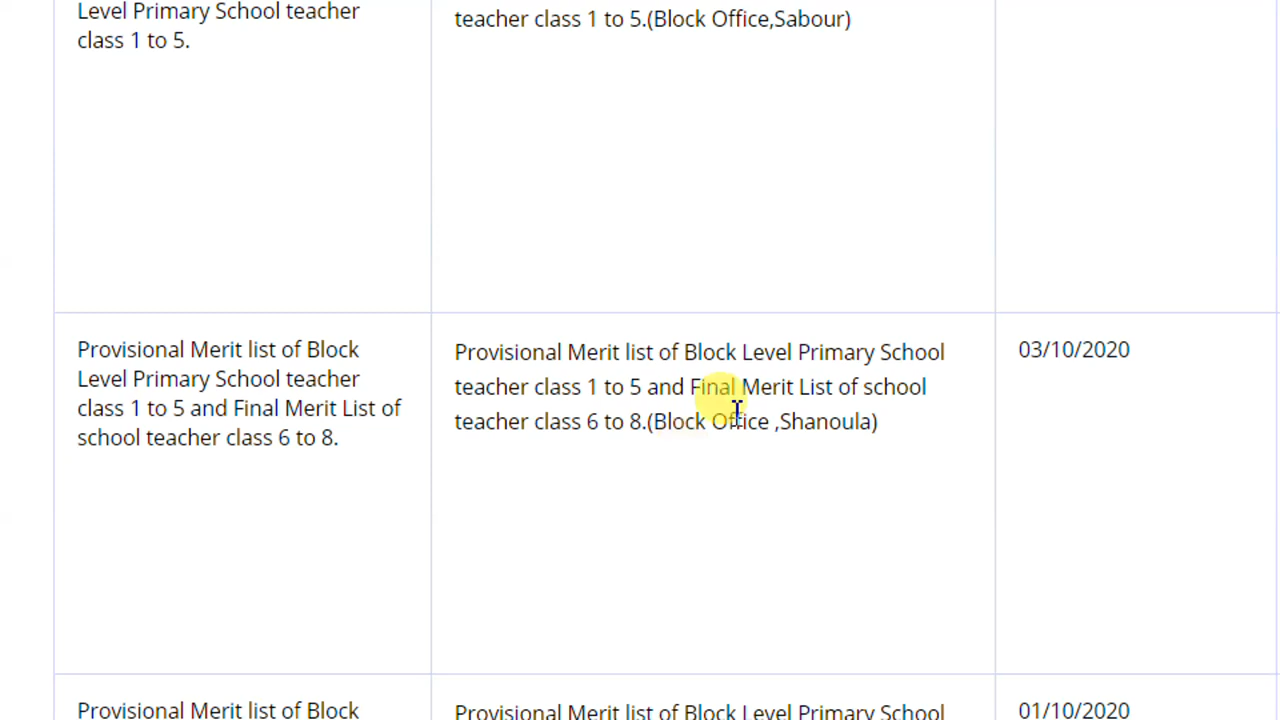 Level Primary School teacher
class 1 to 5.
teacher class 1 to 5.(Block Office,Sabour)
Provisional Merit list of Block
Level Primary School teacher
class 1 to 5 and Final Merit List of
school teacher class 6 to 8.
Provisional Merit list of Block Level Primary School
teacher class 1 to 5 and Final Merit List of school
teacher class 6 to 8.(Block Office ,Shanoula)
03/10/2020
Provisional Merit list of Block
Provisional Merit list of Block Level Primary School
01/10/2020